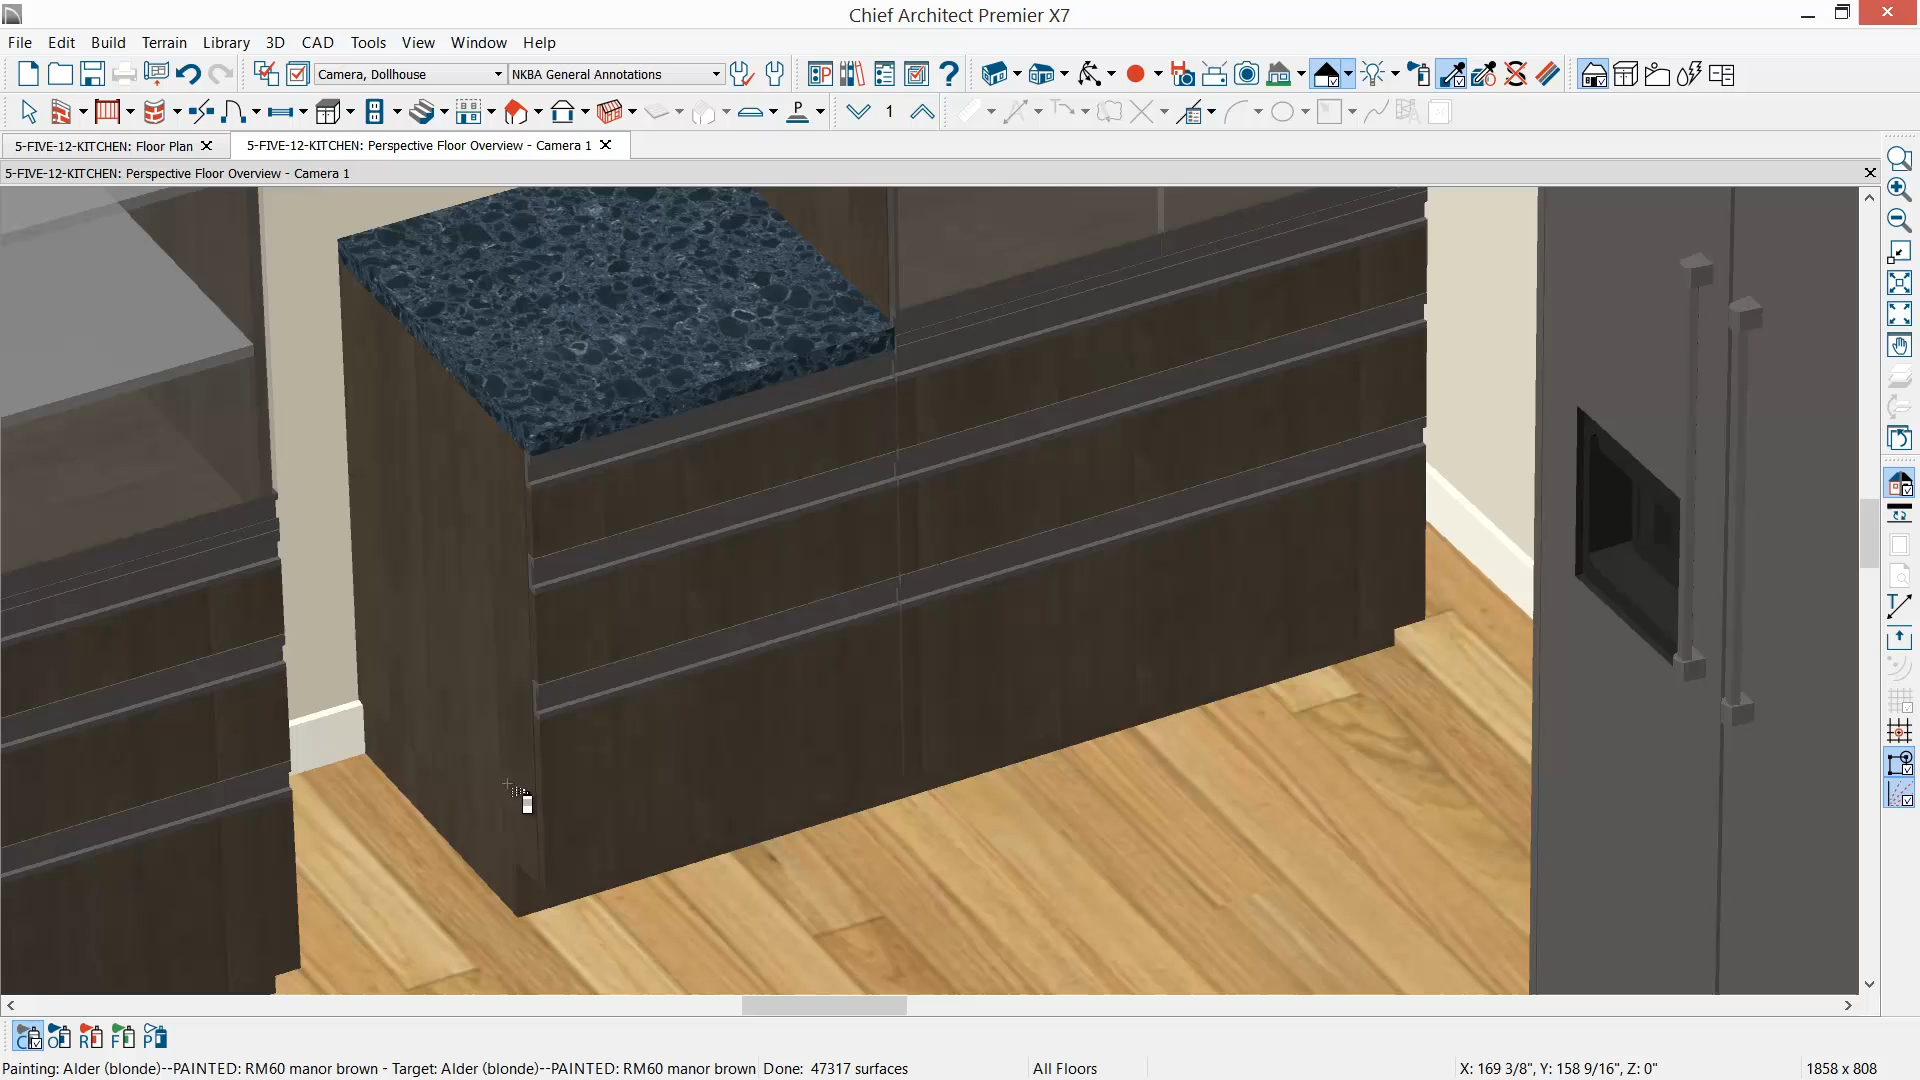 Chief Architect Premier X7
File Edit Build Terrain Library 3D CAD Tools View Window Help
Camera, Dollhouse NKBA General Annotations
1
5-FIVE-12-KITCHEN: Floor Plan 5-FIVE-12-KITCHEN: Perspective Floor Overview - Camera 1
5-FIVE-12-KITCHEN: Perspective Floor Overview - Camera 1
C O R F P
Painting: Alder (blonde)--PAINTED: RM60 manor brown - Target: Alder (blonde)--PAINTED: RM60 manor brown Done: 47317 surfaces All Floors X: 169 3/8", Y: 158 9/16", Z: 0" 1858 x 808